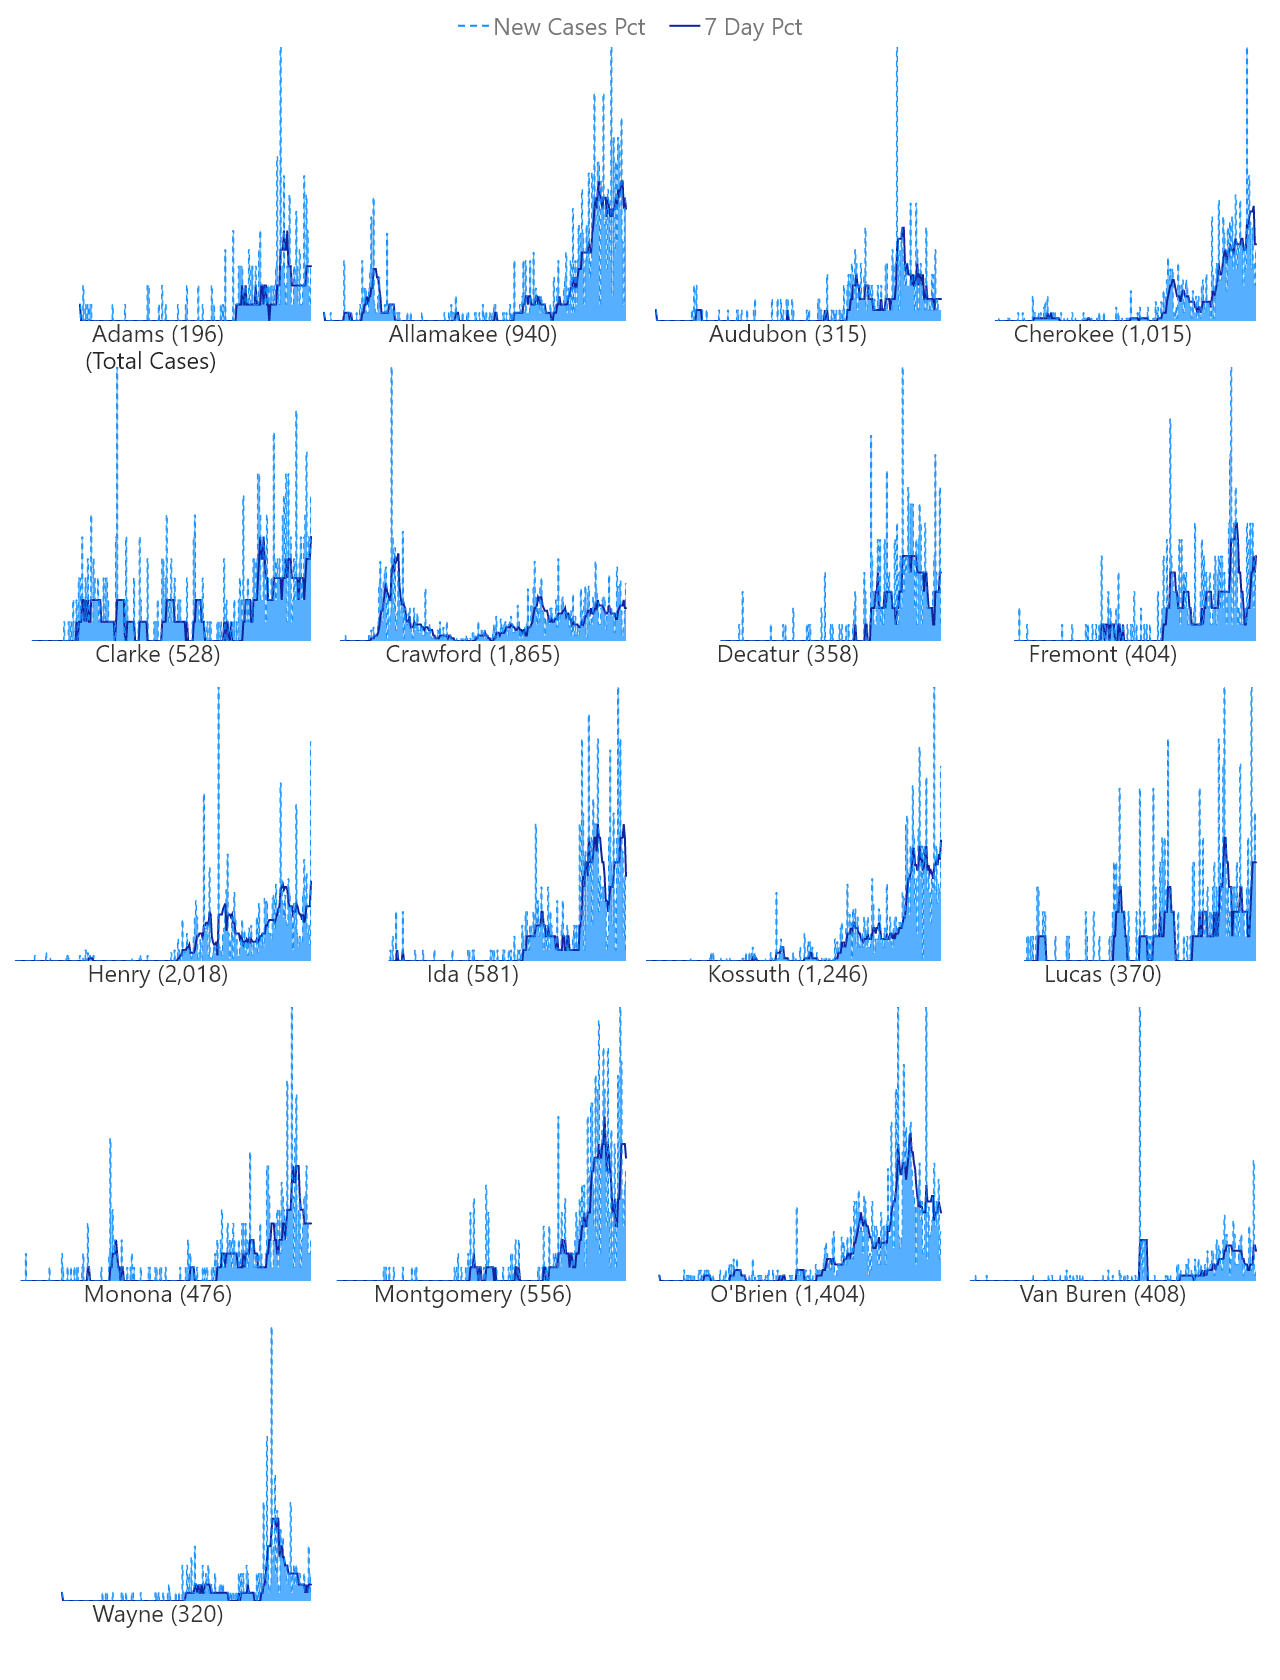 New Cases Pct 7 Day Pct
Adams (196) Allamakee (940) Audubon (315) Cherokee (1,015)
(Total Cases)
Clarke (528) Crawford (1,865) Decatur (358) Fremont (404)
Henry (2,018) Ida (581) Kossuth (1,246) Lucas (370)
Monona (476) Montgomery (556) O'Brien (1,404) Van Buren (408)
Wayne (320)